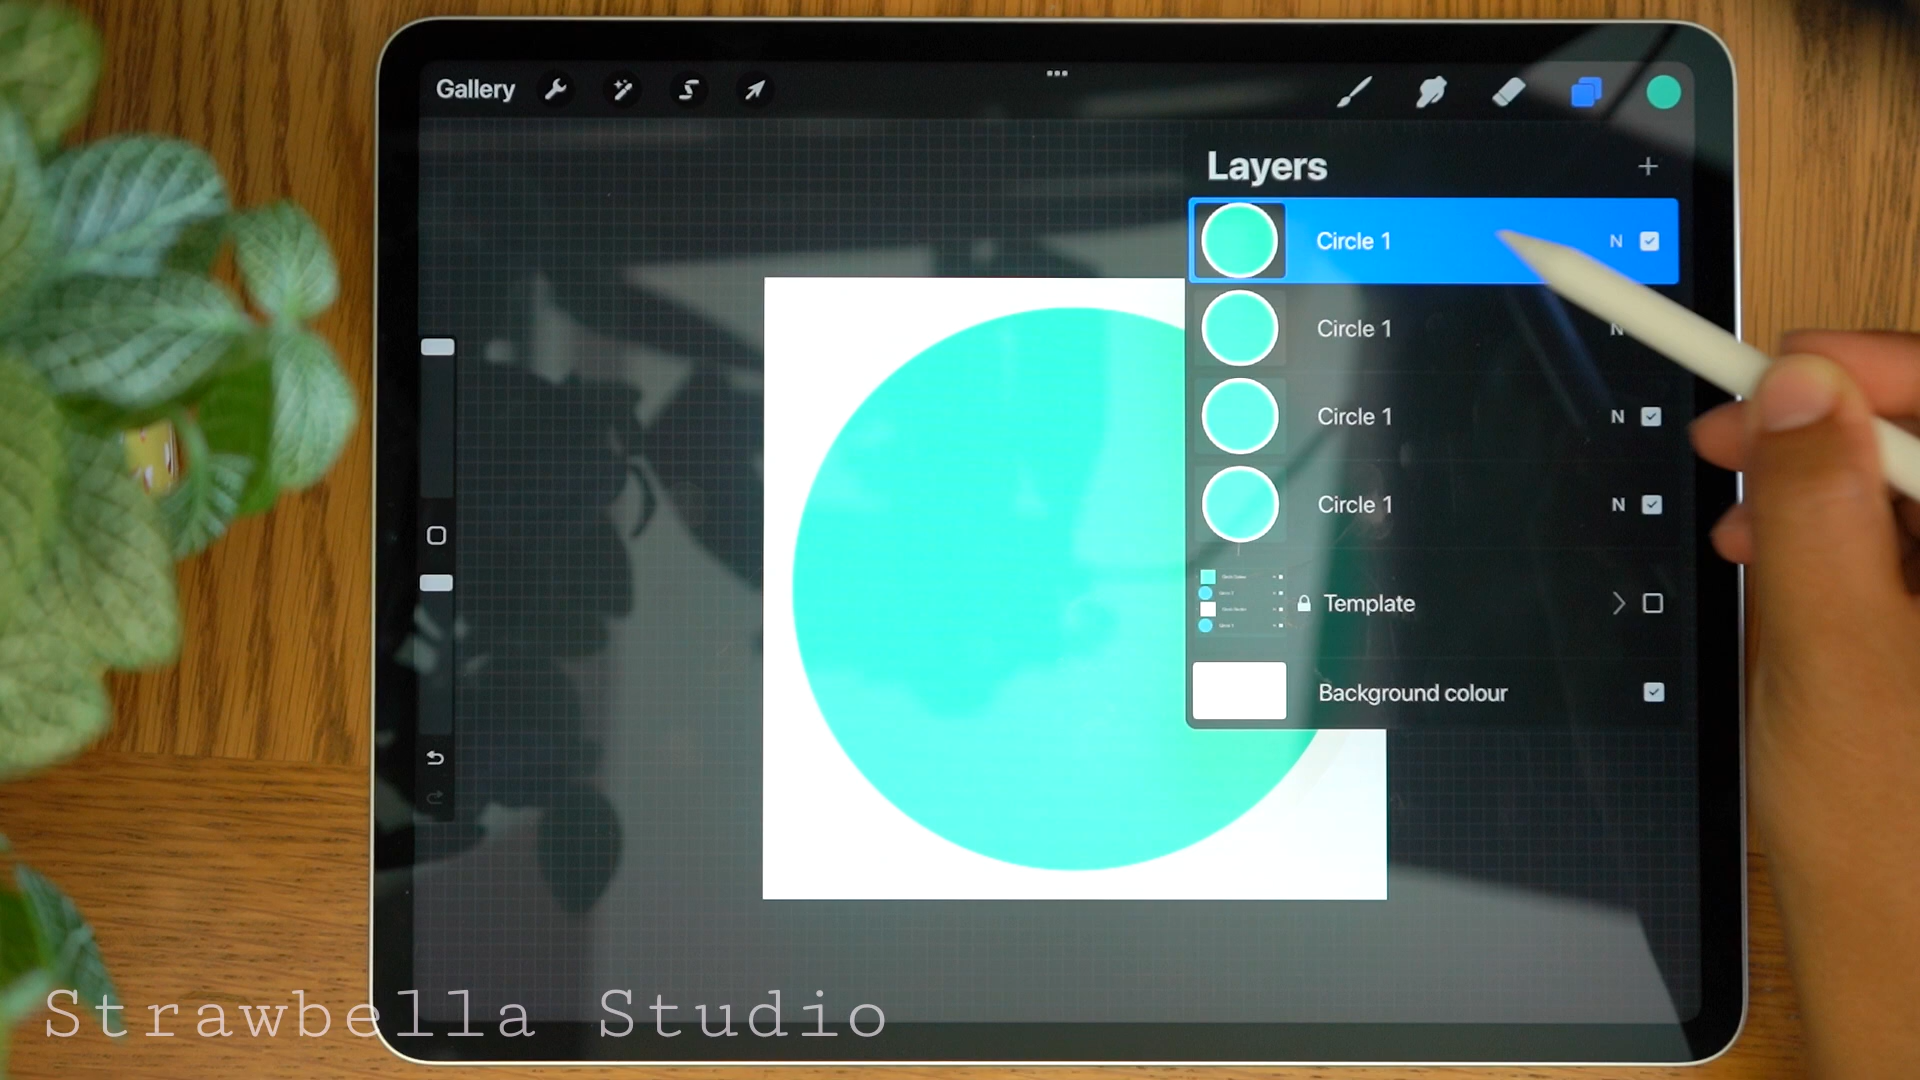 Gallery
Layers
Circle 1 N
Circle 1 N
Circle 1 N
Circle 1 N
Template
Background colour
Strawbella Studio